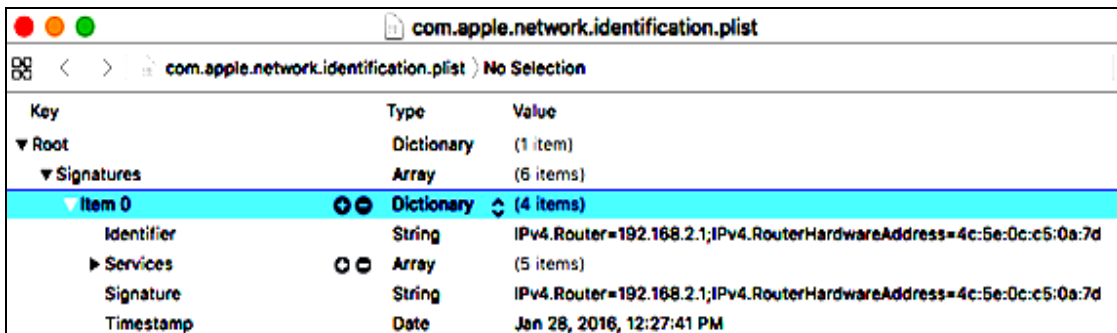 com.apple.network.identification.plist
com.apple.network.identification.plist No Selection
Key Type Value
Root Dictionary (1 item)
Signatures Array (6 items)
Item 0 Dictionary (4 items)
Identifier String IPv4.Router=192.168.2.1;IPv4.RouterHardwareAddress=4c:5e:0c:c5:0a:7d
Services Array (5 items)
Signature String IPv4.Router=192.168.2.1;IPv4.RouterHardwareAddress=4c:5e:0c:c5:0a:7d
Timestamp Date Jan 28, 2016, 12:27:41 PM